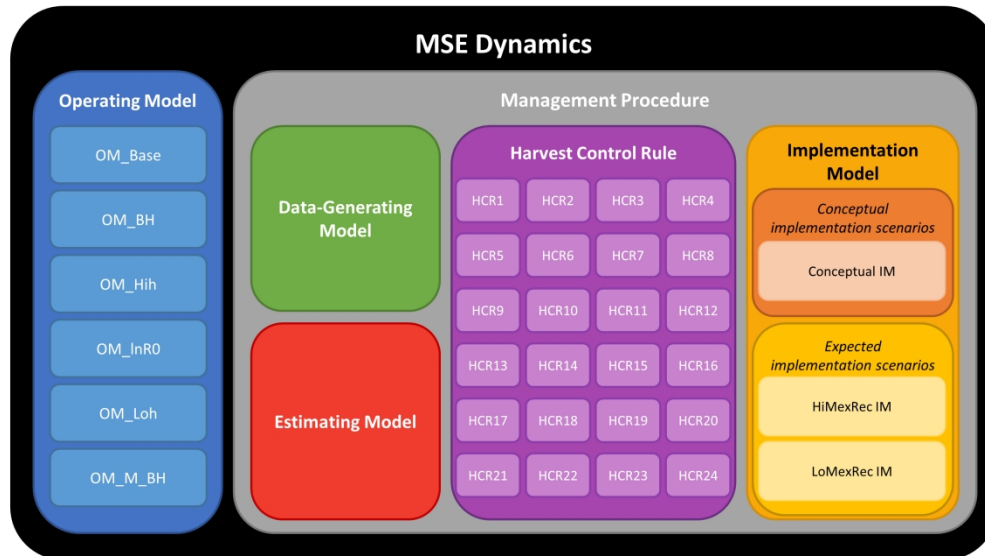 MSE Dynamics
Operating Model
OM_Base
OM_BH
OM_Hih
OM_lnR0
OM_Loh
OM_M_BH
Management Procedure
Data-Generating
Model
Estimating Model
Harvest Control Rule
HCR1 HCR2 HCR3 HCR4
HCR5 HCR6 HCR7 HCR8
HCR9 HCR10 HCR11 HCR12
HCR13 HCR14 HCR15 HCR16
HCR17 HCR18 HCR19 HCR20
HCR21 HCR22 HCR23 HCR24
Implementation
Model
Conceptual
implementation scenarios
Conceptual IM
Expected
implementation scenarios
HiMexRec IM
LoMexRec IM